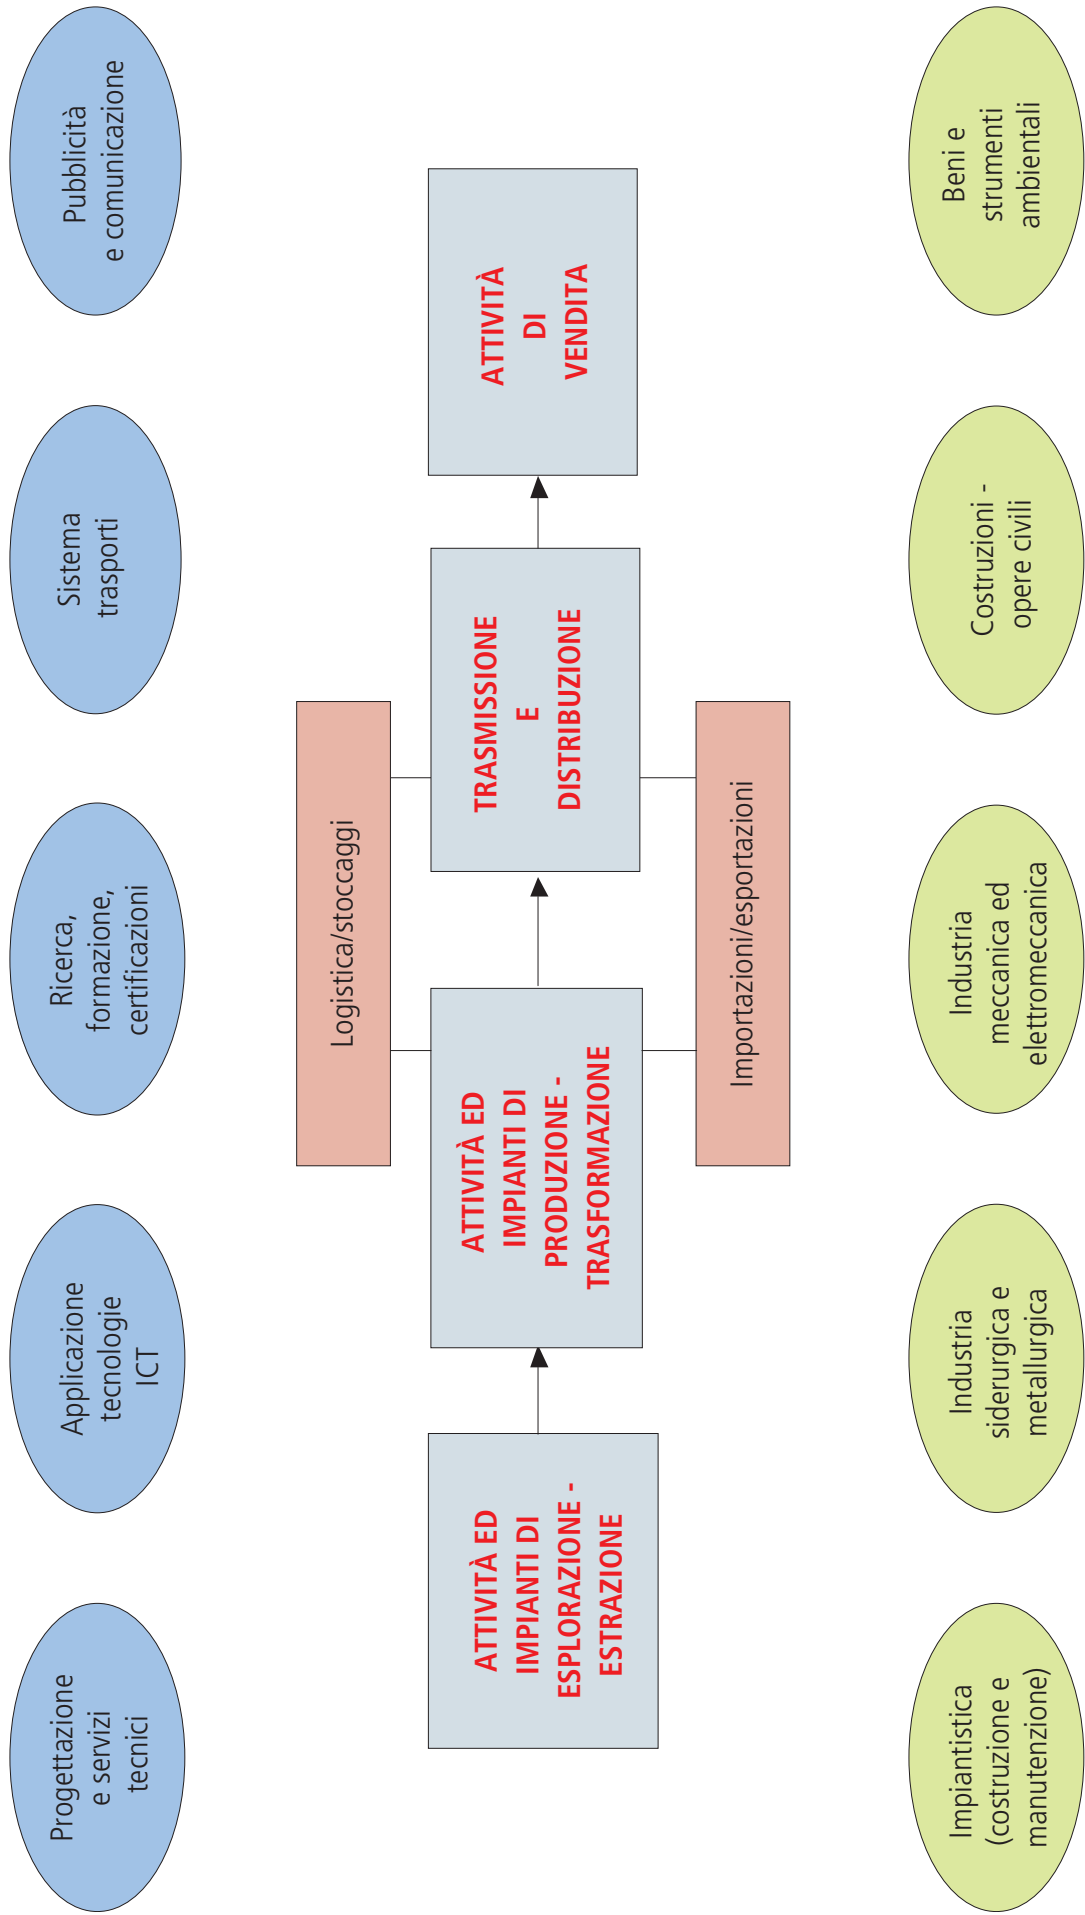 Progettazione
e servizi
tecnici
Applicazione
tecnologie
ICT
Ricerca,
formazione,
certificazioni
Sistema
trasporti
Pubblicità
e comunicazione
Logistica/stoccaggi
ATTIVITÀ ED
IMPIANTI DI
ESPLORAZIONE -
ESTRAZIONE
ATTIVITÀ ED
IMPIANTI DI
PRODUZIONE -
TRASFORMAZIONE
TRASMISSIONE
E
DISTRIBUZIONE
ATTIVITÀ
DI
VENDITA
Importazioni/esportazioni
Impiantistica
(costruzione e
manutenzione)
Industria
siderurgica e
metallurgica
Industria
meccanica ed
elettromeccanica
Costruzioni -
opere civili
Beni e
strumenti
ambientali